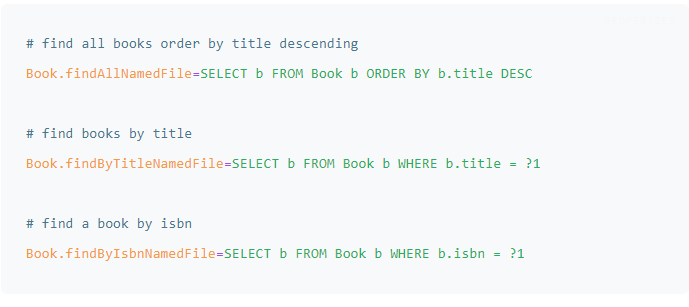 # find all books order by title descending
Book.findAllNamedFile=SELECT b FROM Book b ORDER BY b.title DESC
# find books by title
Book.findByTitleNamedFile=SELECT b FROM Book b WHERE b.title = ?1
# find a book by isbn
Book.findByIsbnNamedFile=SELECT b FROM Book b WHERE b.isbn = ?1